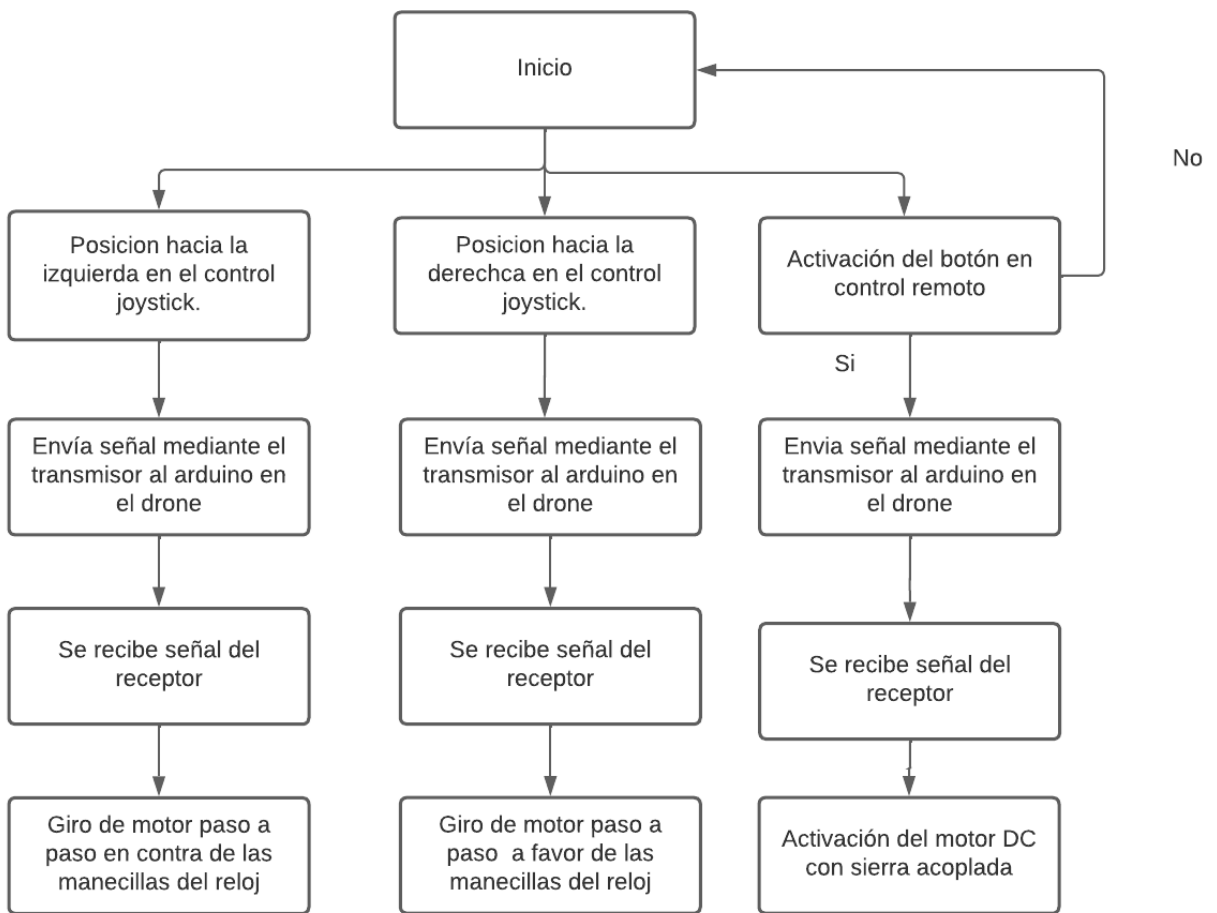 Inicio
No
Posicion hacia la
izquierda en el control
joystick.
Posicion hacia la
derechca en el control
joystick.
Activación del botón en
control remoto
Si
Envía señal mediante el
transmisor al arduino en
el drone
Envía señal mediante el
transmisor al arduino en
el drone
Envia señal mediante el
transmisor al arduino en
el drone
Se recibe señal del
receptor
Se recibe señal del
receptor
Se recibe señal del
receptor
Giro de motor paso a
paso en contra de las
manecillas del reloj
Giro de motor paso a
paso a favor de las
manecillas del reloj
Activación del motor DC
con sierra acoplada